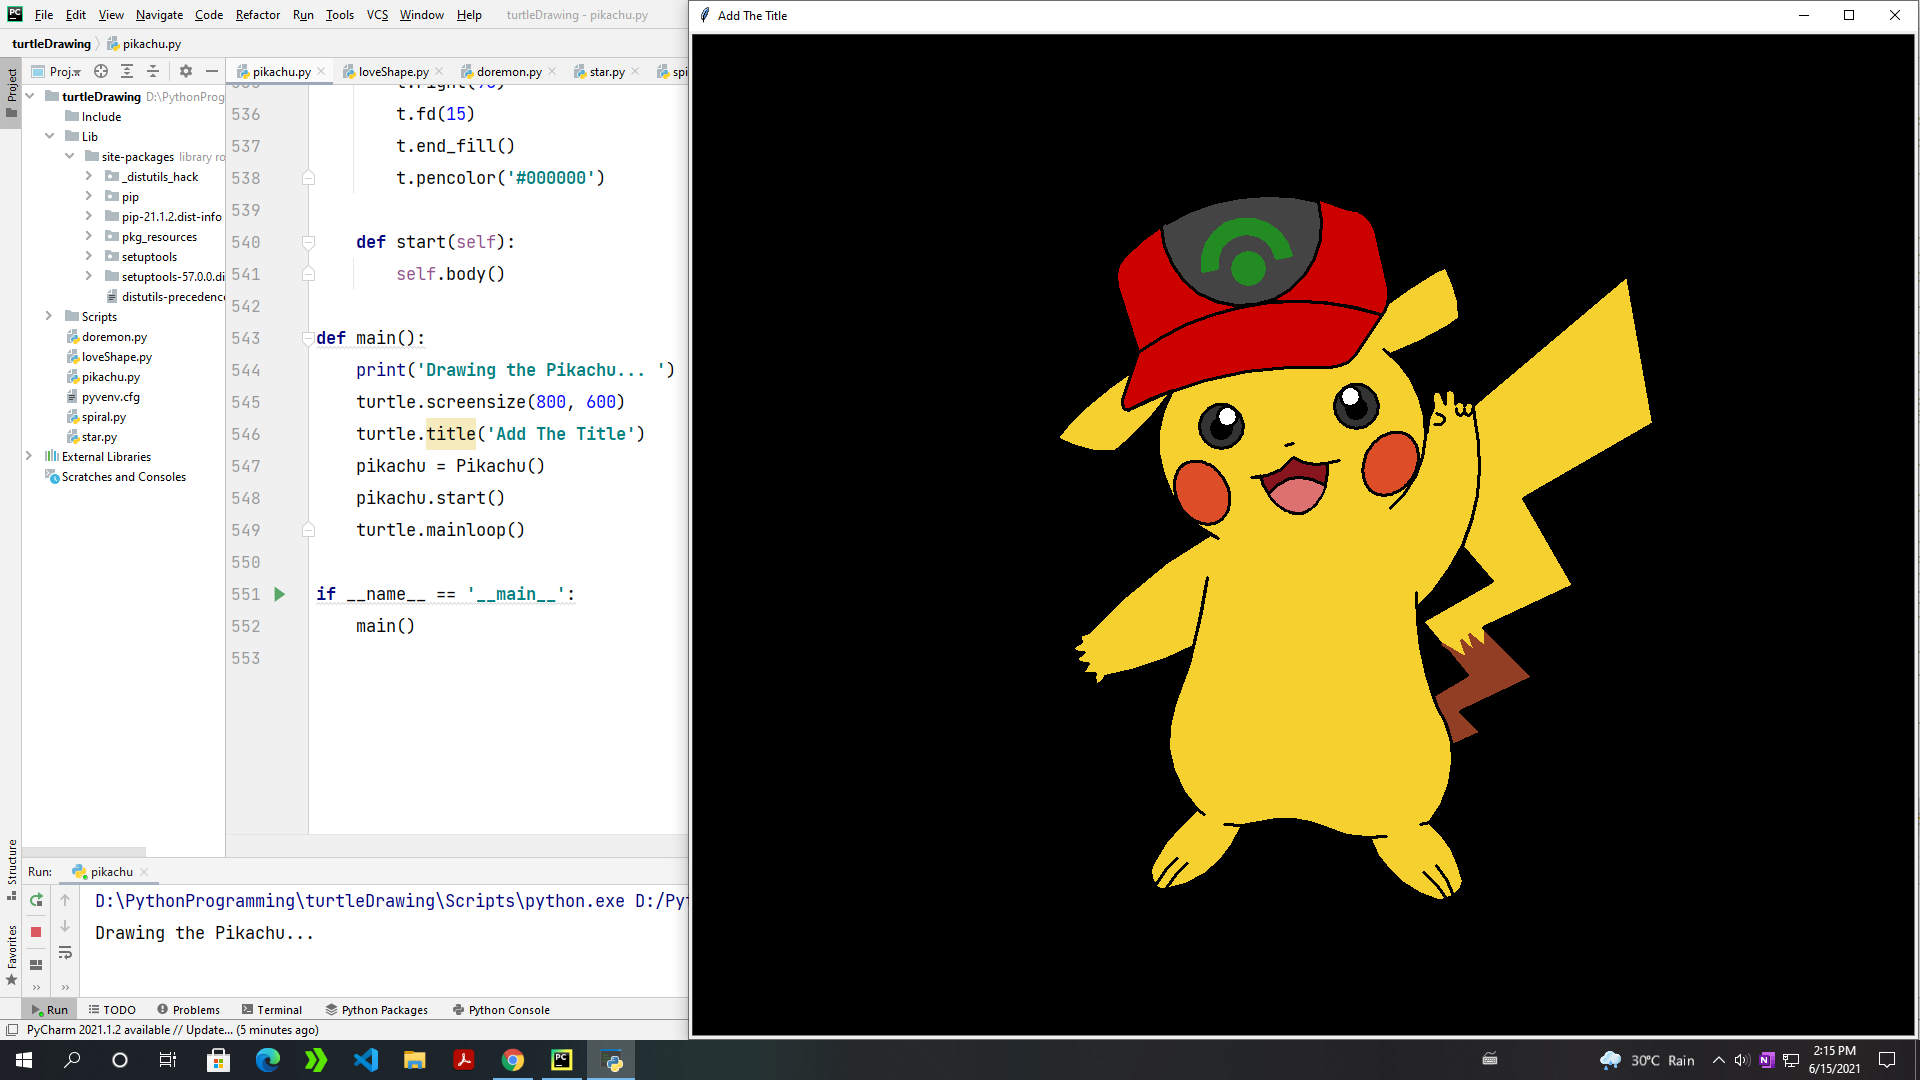 PC File Edit View Navigate Code Refactor Run Tools VCS Window Help turtleDrawing - pikachu.py
turtleDrawing pikachu.py
Project
Proj...
turtleDrawing D:\PythonProg
Include
Lib
site-packages library ro
_distutils_hack
pip
pip-21.1.2.dist-info
pkg_resources
setuptools
setuptools-57.0.0.di
distutils-precedence
Scripts
doremon.py
loveShape.py
pikachu.py
pyvenv.cfg
spiral.py
star.py
External Libraries
Scratches and Consoles
pikachu.py loveShape.py doremon.py star.py spi
536 t.fd(15)
537 t.end_fill()
538 t.pencolor('#000000')
539
540 def start(self):
541 self.body()
542
543 def main():
544 print('Drawing the Pikachu... ')
545 turtle.screensize(800, 600)
546 turtle.title('Add The Title')
547 pikachu = Pikachu()
548 pikachu.start()
549 turtle.mainloop()
550
551 if __name__ == '__main__':
552 main()
553
Structure
Favorites
Run: pikachu
D:\PythonProgramming\turtleDrawing\Scripts\python.exe D:/Py
Drawing the Pikachu...
Run TODO Problems Terminal Python Packages Python Console
PyCharm 2021.1.2 available // Update... (5 minutes ago)
Add The Title
PC
30°C Rain
N
2:15 PM
6/15/2021